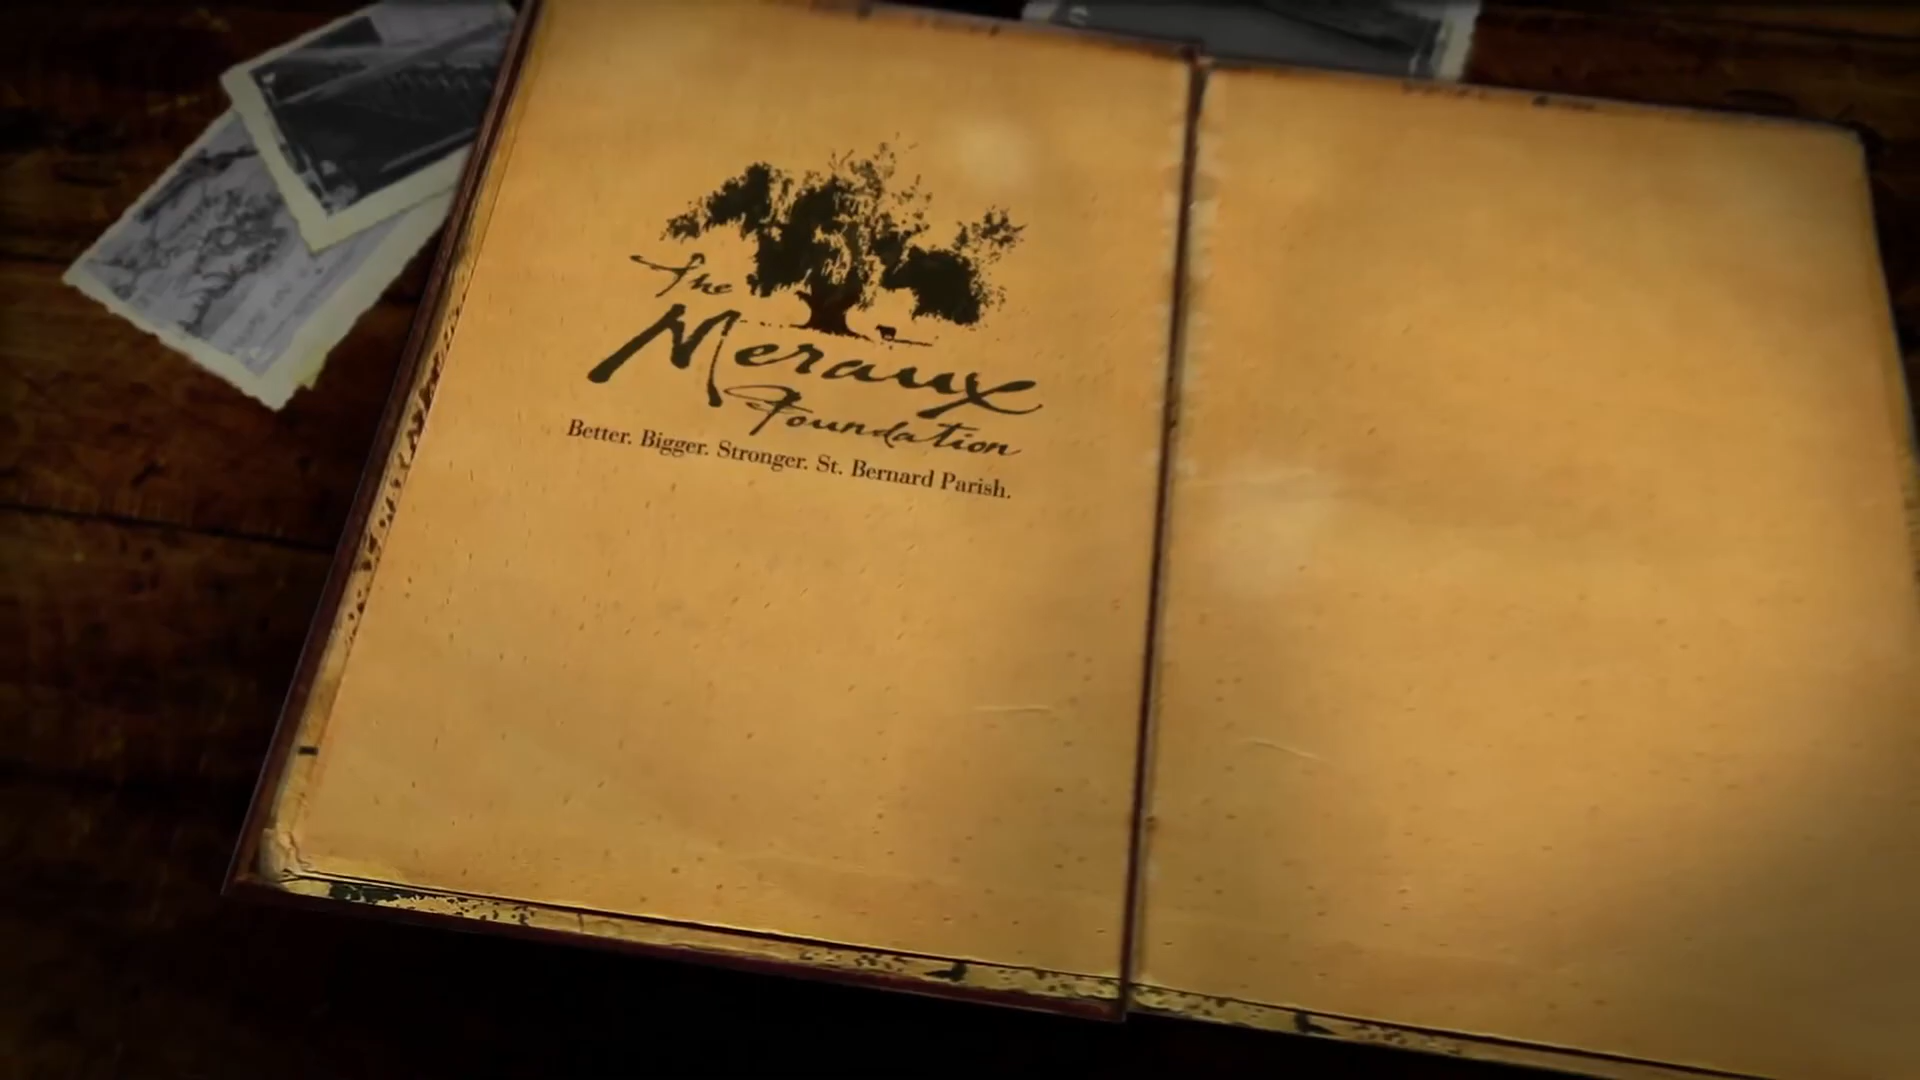 The
Meraux
Foundation
Better. Bigger. Stronger. St. Bernard Parish.